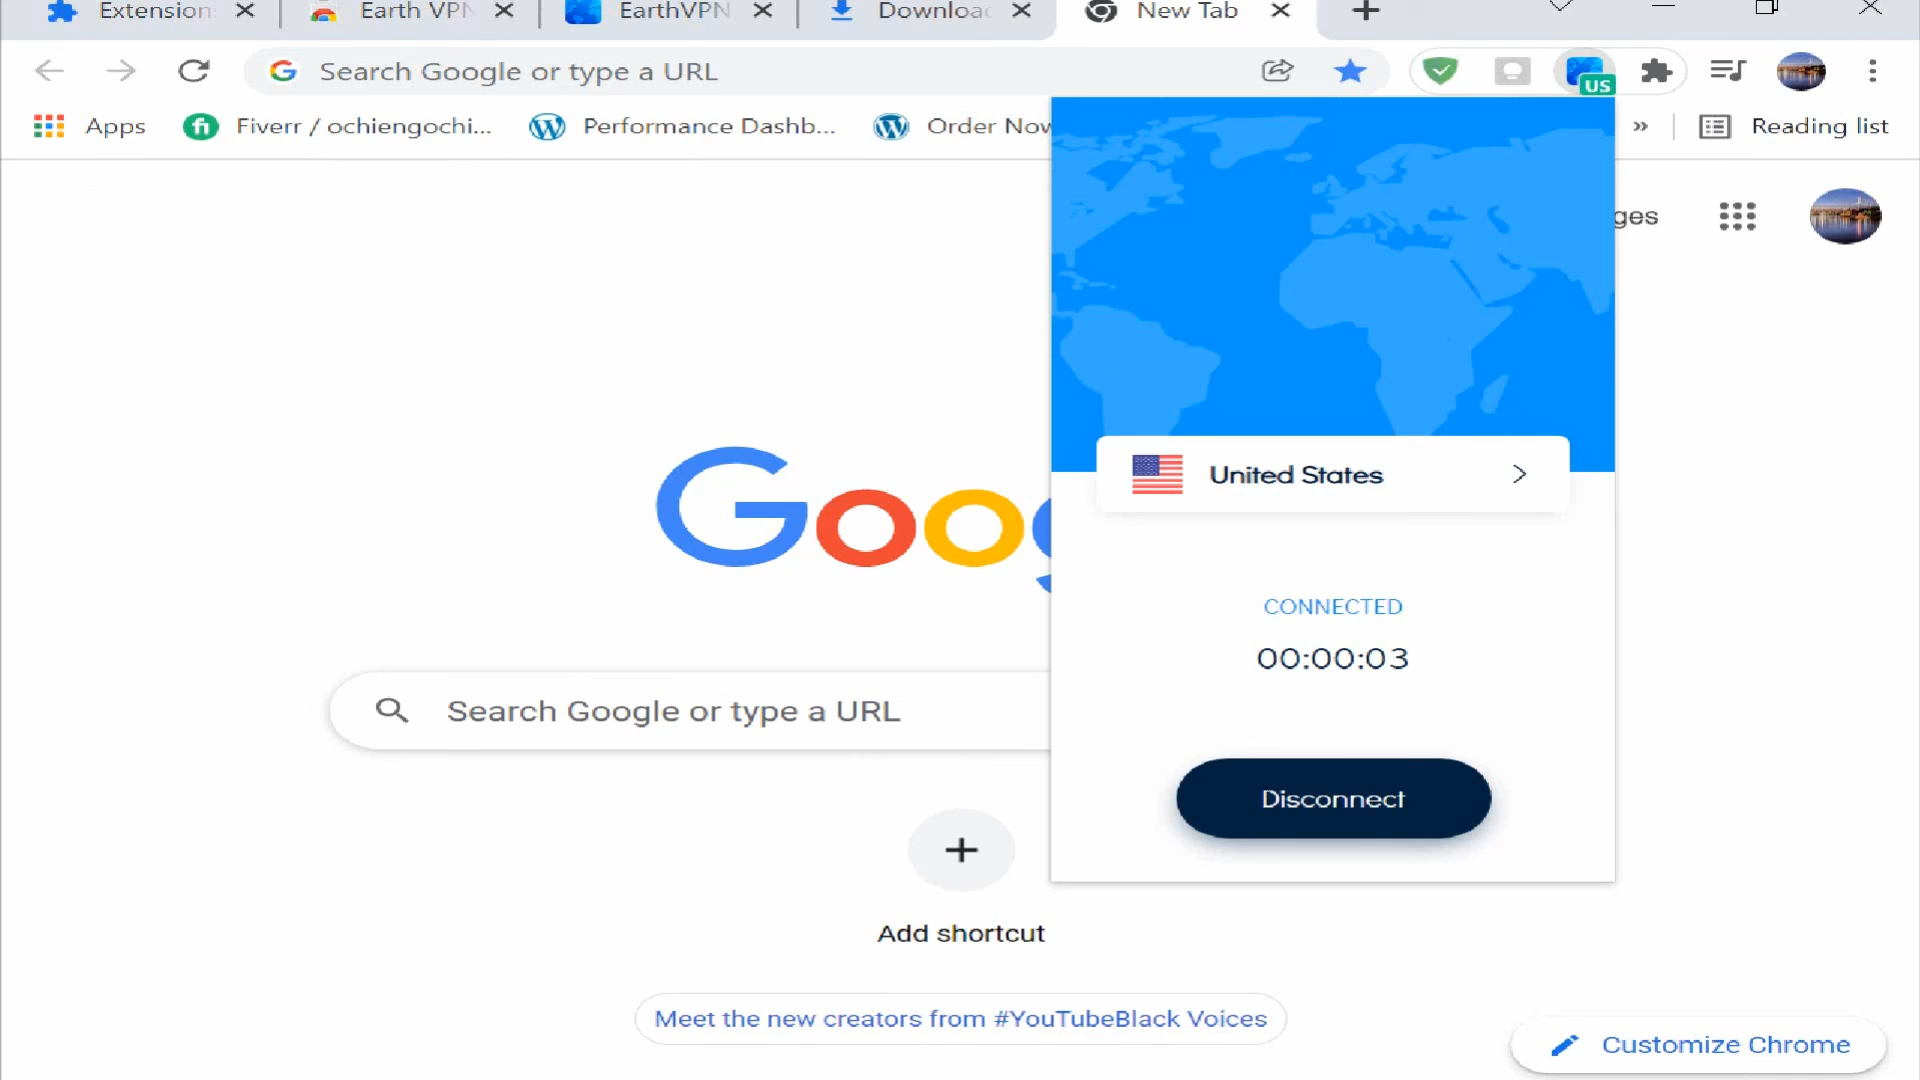 Extension
Earth VPN
EarthVPN
Downloa
New Tab
Search Google or type a URL
US
Apps
Fiverr / ochiengochi...
Performance Dashb...
Order Now
»
Reading list
ges
United States
Goog
CONNECTED
00:00:03
Search Google or type a URL
Disconnect
Add shortcut
Meet the new creators from #YouTubeBlack Voices
Customize Chrome